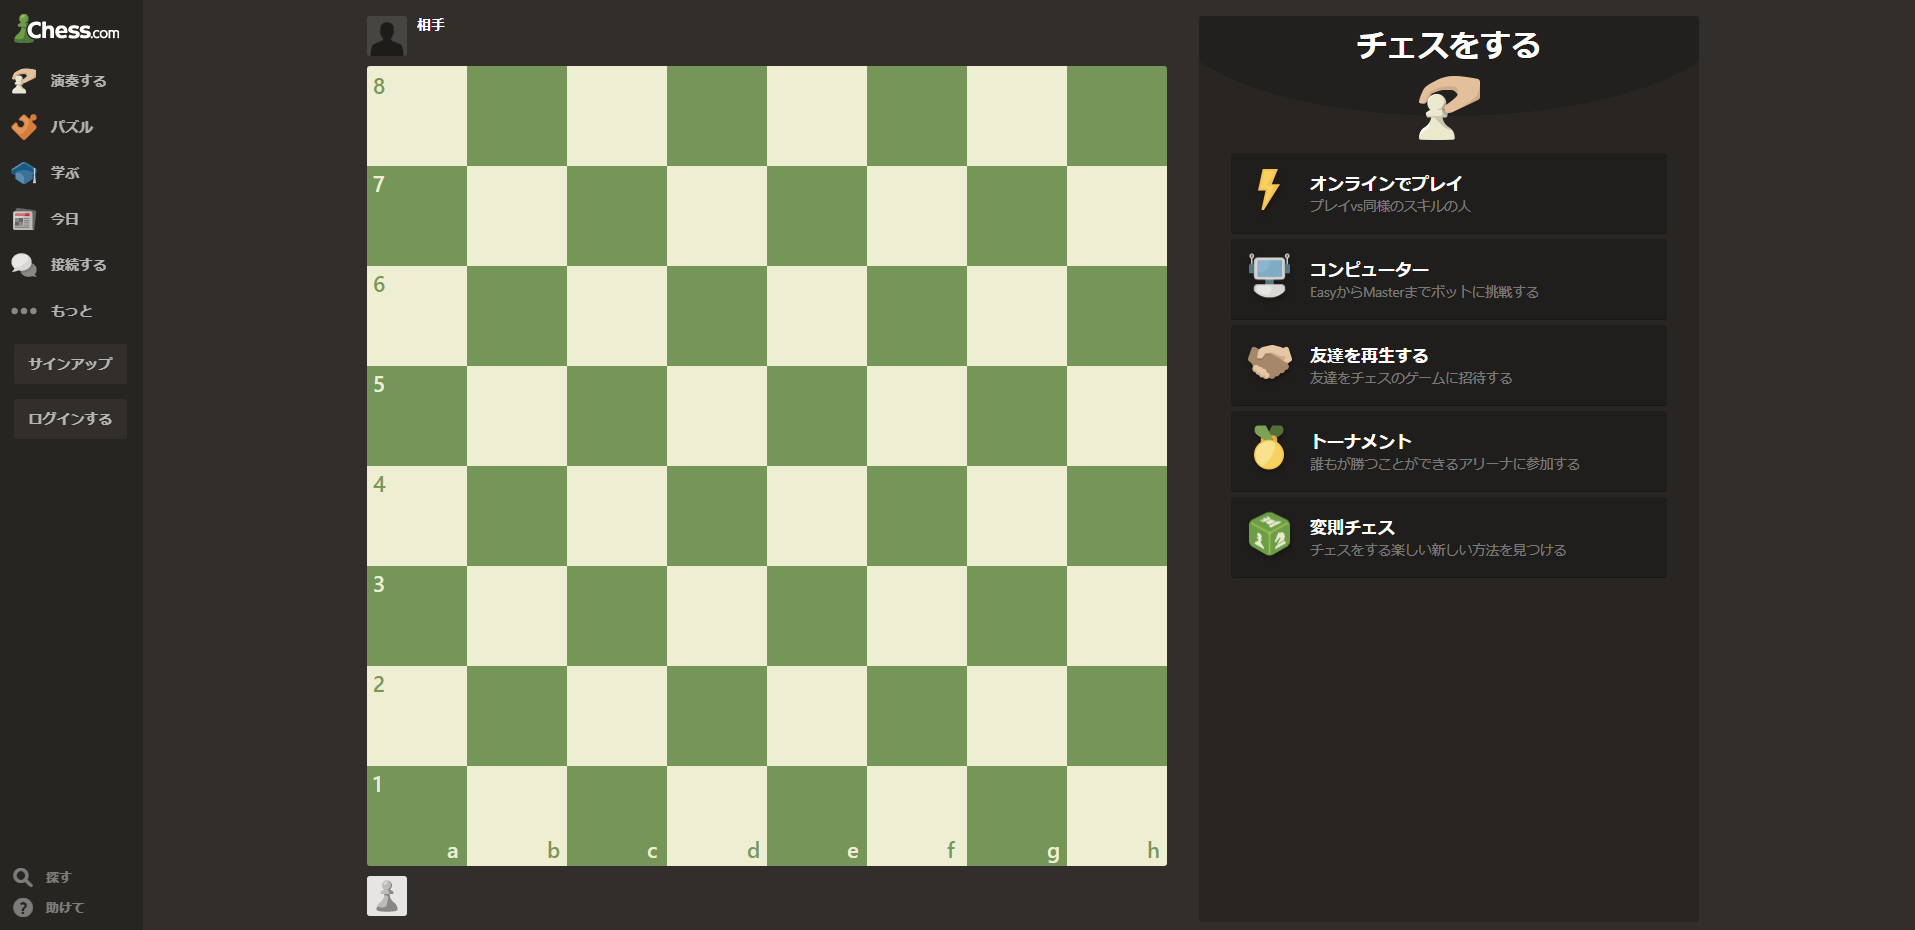 Chess.com
演奏する
パズル
学ぶ
今日
接続する
もっと
サインアップ
ログインする
探す
助けて
相手
8
7
6
5
4
3
2
1
a b c d e f g h
チェスをする
オンラインでプレイ
プレイvs同様のスキルの人
コンピューター
EasyからMasterまでボットに挑戦する
友達を再生する
友達をチェスのゲームに招待する
トーナメント
誰もが勝つことができるアリーナに参加する
変則チェス
チェスをする楽しい新しい方法を見つける